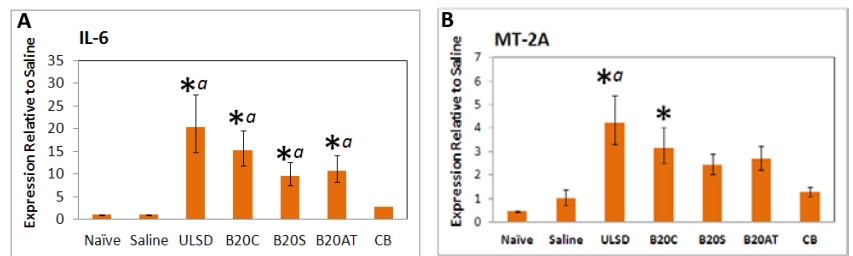 A
IL-6
Expression Relative to Saline
35
30
25
20
15
10
5
0
*a
*a
*a
*a
Naïve Saline ULSD B20C B20S B20AT CB
B
MT-2A
Expression Relative to Saline
7
6
5
4
3
2
1
0
*a
*
Naïve Saline ULSD B20C B20S B20AT CB